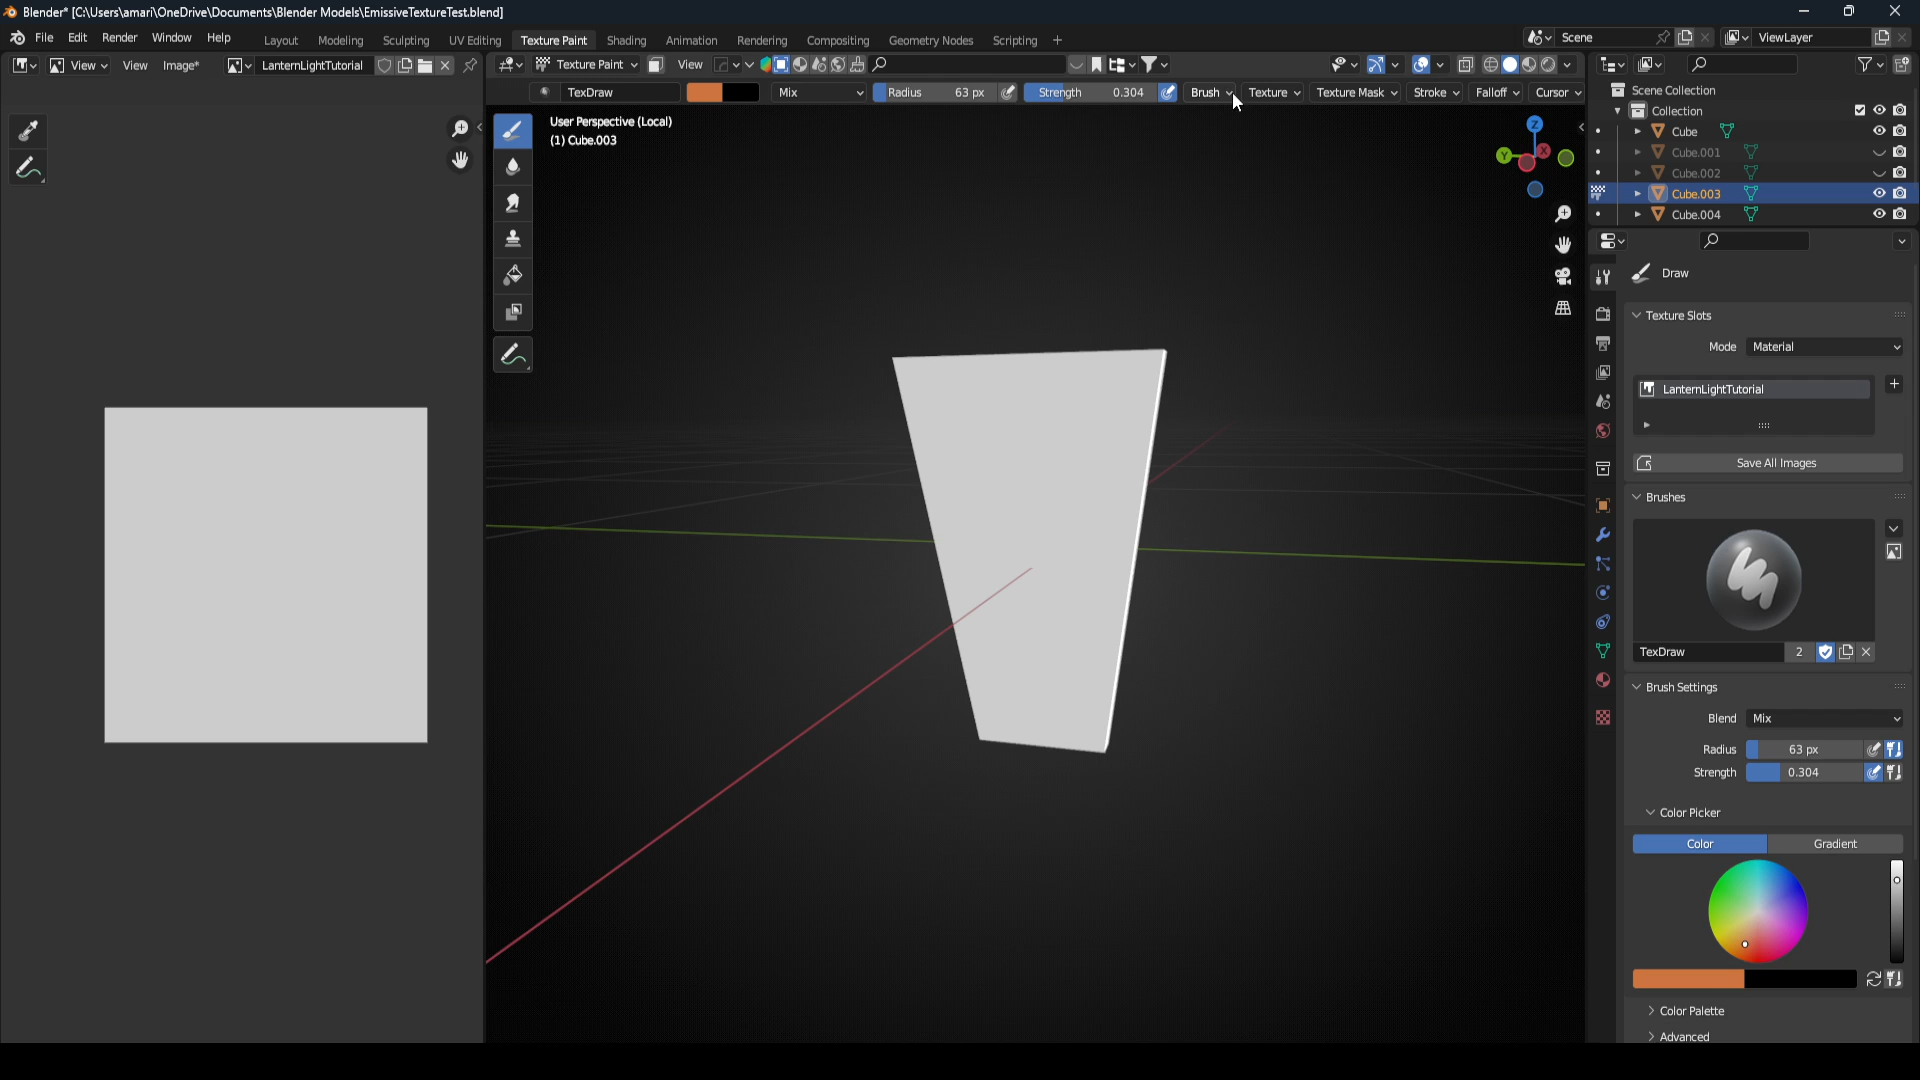 Blender* [C:\Users\amari\OneDrive\Documents\Blender Models\EmissiveTextureTest.blend]
File Edit Render Window Help Layout Modeling Sculpting UV Editing Texture Paint Shading Animation Rendering Compositing Geometry Nodes Scripting + Scene ViewLayer
View View Image* LanternLightTutorial Texture Paint View
TexDraw Mix Radius 63 px Strength 0.304 Brush Texture Texture Mask Stroke Falloff Cursor
User Perspective (Local)
(1) Cube.003
Z
Y
X
Scene Collection
Collection
Cube
Cube.001
Cube.002
Cube.003
Cube.004
Draw
Texture Slots
Mode Material
LanternLightTutorial
Save All Images
Brushes
TexDraw 2
Brush Settings
Blend Mix
Radius 63 px
Strength 0.304
Color Picker
Color Gradient
Color Palette
Advanced